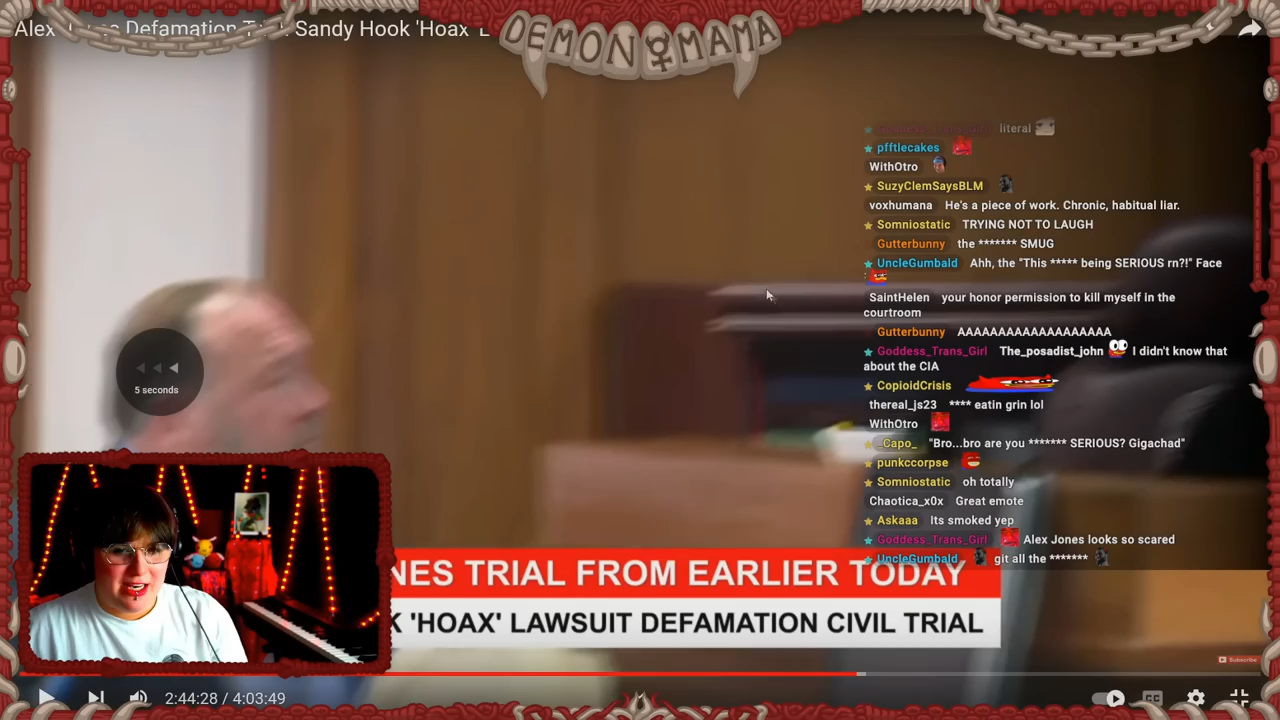 Alex Defamation Sandy Hook 'Hoax
DEMON MAMA
Goddess_Trans_Girl literal
pfftlecakes
WithOtro
SuzyClemSaysBLM
voxhumana He's a piece of work. Chronic, habitual liar.
Somniostatic TRYING NOT TO LAUGH
Gutterbunny the ******* SMUG
UncleGumbald Ahh, the "This ***** being SERIOUS rn?!" Face
:
SaintHelen your honor permission to kill myself in the
courtroom
Gutterbunny AAAAAAAAAAAAAAAAAAA
Goddess_Trans_Girl The_posadist_john I didn't know that
about the CIA
CopioidCrisis
thereal_js23 **** eatin grin lol
WithOtro
_Capo_ "Bro...bro are you ******* SERIOUS? Gigachad"
punkccorpse
Somniostatic oh totally
Chaotica_x0x Great emote
Askaaa Its smoked yep
Goddess_Trans_Girl Alex Jones looks so scared
UncleGumbald git all the *******
5 seconds
NES TRIAL FROM EARLIER TODAY
K 'HOAX' LAWSUIT DEFAMATION CIVIL TRIAL
Subscribe
2:44:28 / 4:03:49
CC